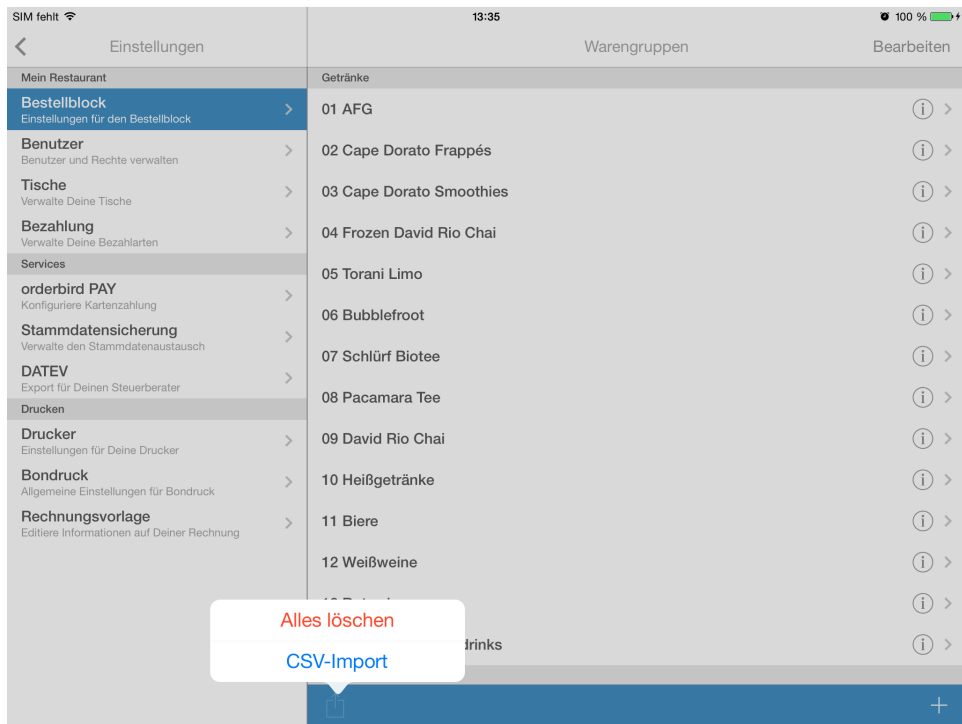 SIM fehlt
13:35
100 %
Einstellungen
Warengruppen
Bearbeiten
Mein Restaurant
Bestellblock
Einstellungen für den Bestellblock
Benutzer
Benutzer und Rechte verwalten
Tische
Verwalte Deine Tische
Bezahlung
Verwalte Deine Bezahlarten
Services
orderbird PAY
Konfiguriere Kartenzahlung
Stammdatensicherung
Verwalte den Stammdatenaustausch
DATEV
Export für Deinen Steuerberater
Drucken
Drucker
Einstellungen für Deine Drucker
Bondruck
Allgemeine Einstellungen für Bondruck
Rechnungsvorlage
Editiere Informationen auf Deiner Rechnung
Getränke
01 AFG
02 Cape Dorato Frappés
03 Cape Dorato Smoothies
04 Frozen David Rio Chai
05 Torani Limo
06 Bubblefroot
07 Schlürf Biotee
08 Pacamara Tee
09 David Rio Chai
10 Heißgetränke
11 Biere
12 Weißweine
drinks
Alles löschen
CSV-Import